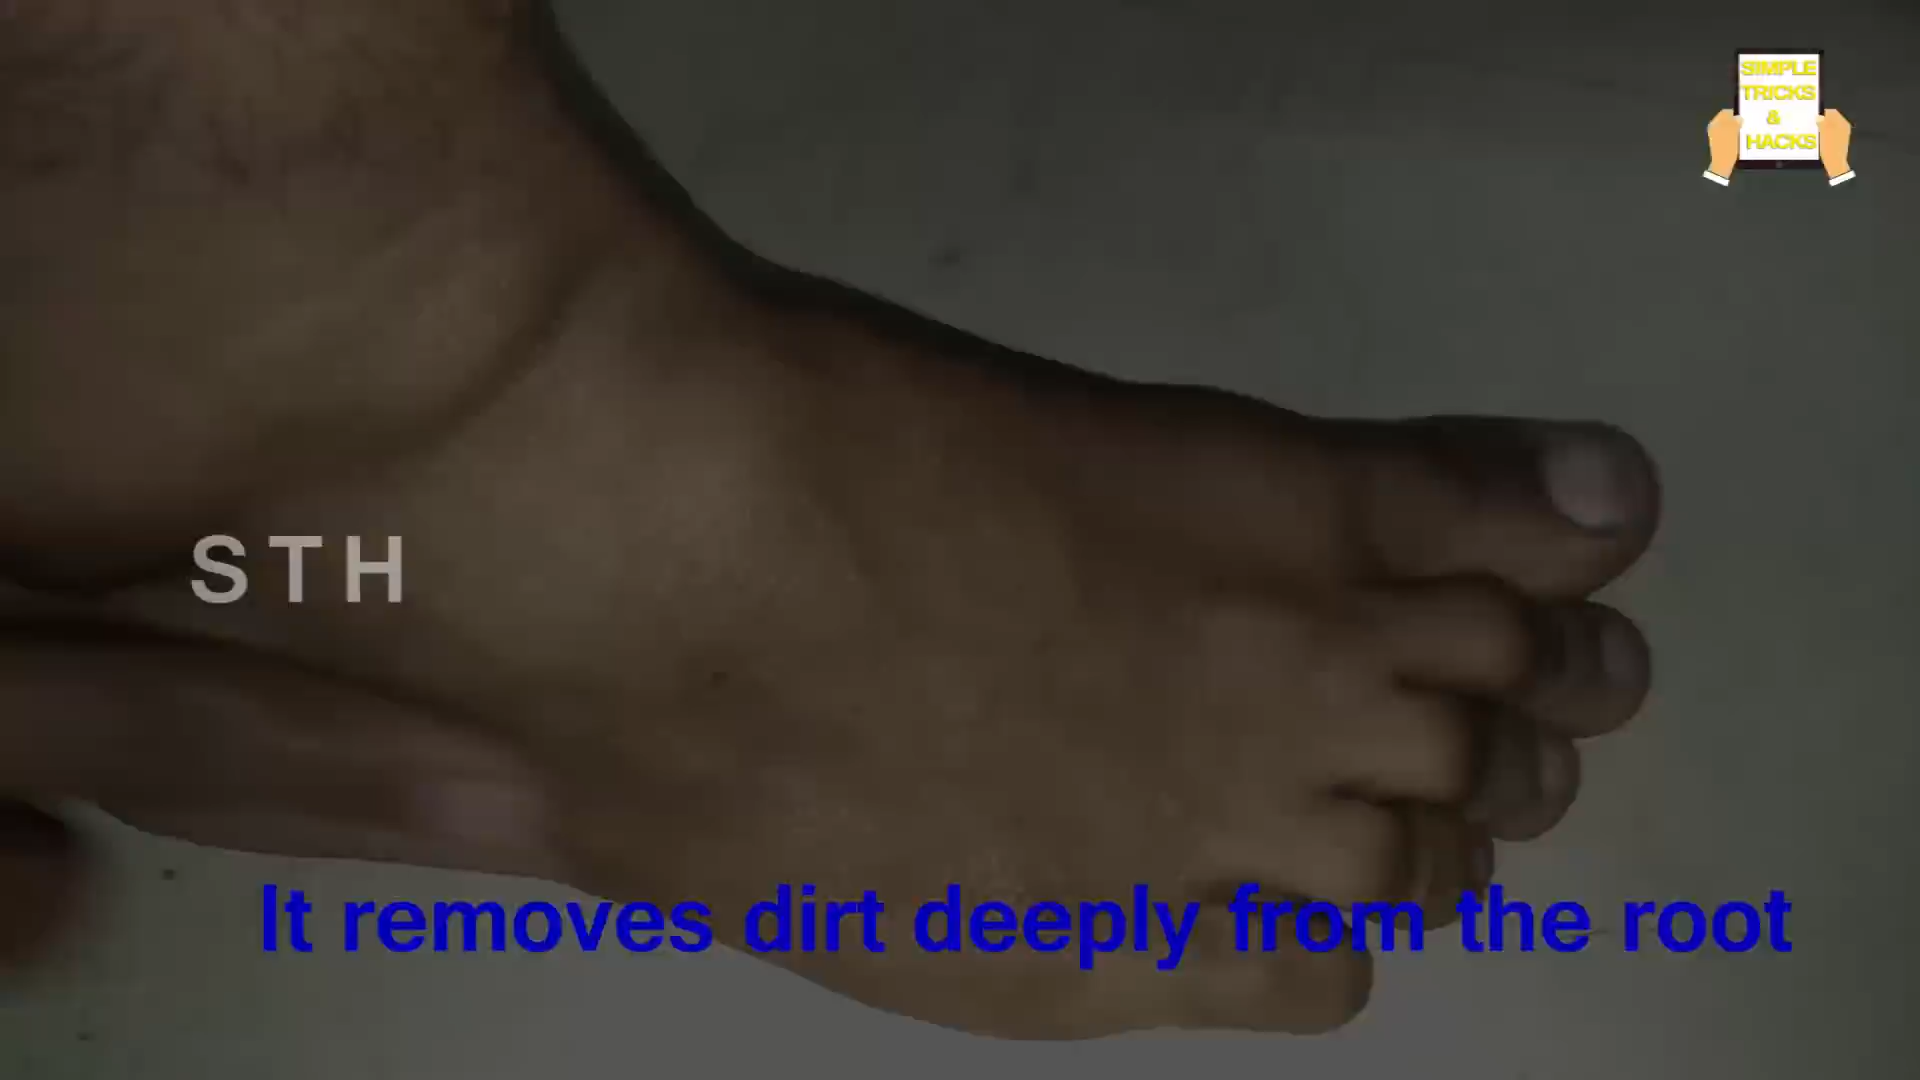 SIMPLE
TRICKS
&
HACKS
STH
It removes dirt deeply from the root